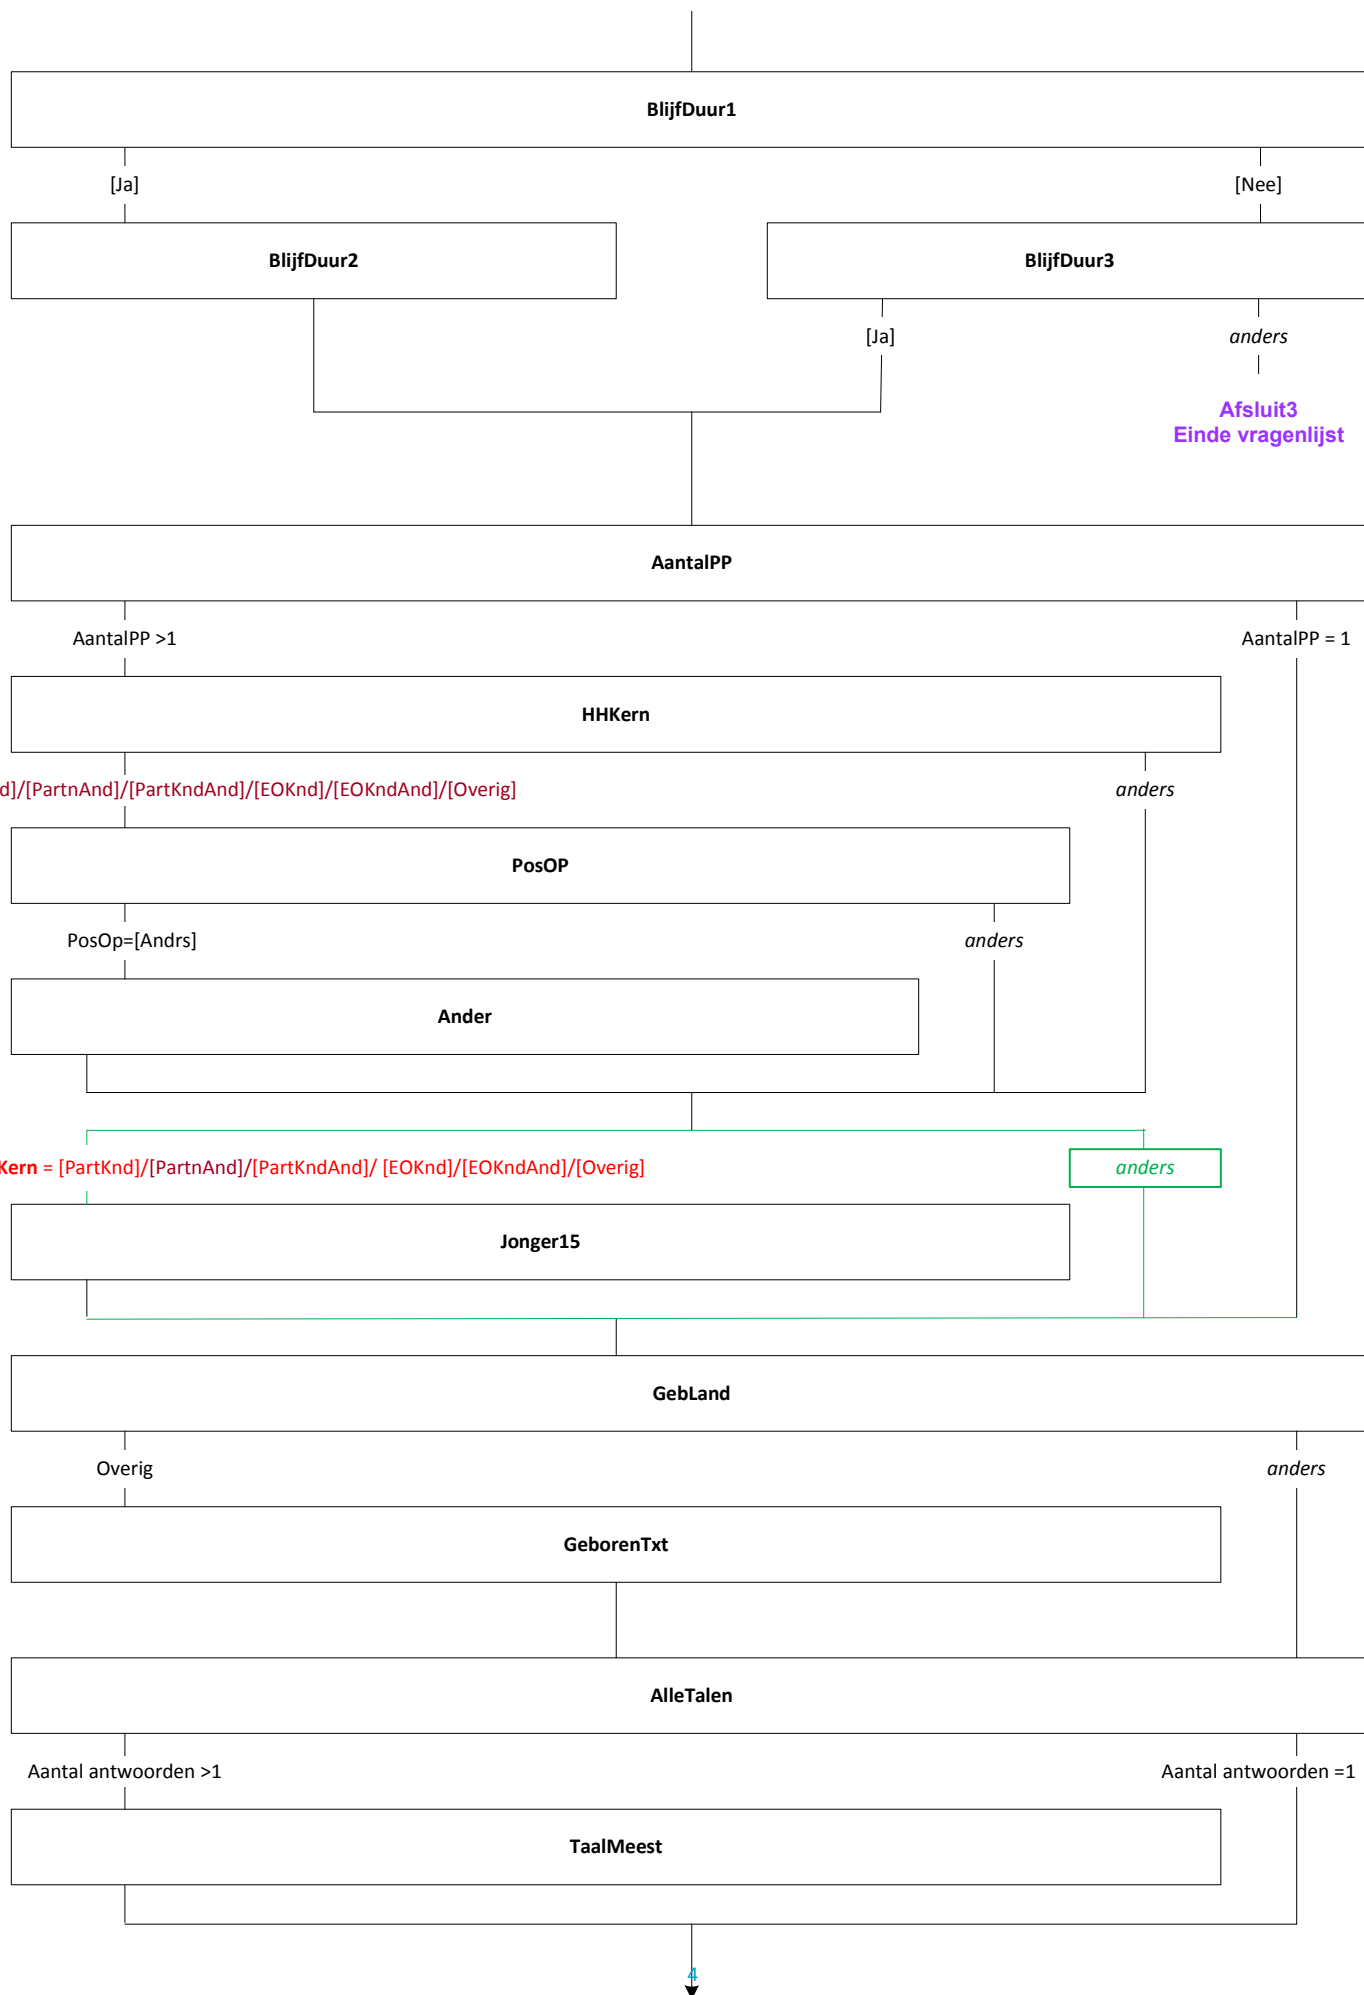 BlijfDuur1
[Ja]
[Nee]
BlijfDuur2
BlijfDuur3
[Ja]
anders
Afsluit3
Einde vragenlijst
AantalPP
AantalPP >1
AantalPP = 1
HHKern
d]/[PartnAnd]/[PartKndAnd]/[EOKnd]/[EOKndAnd]/[Overig]
anders
PosOP
PosOp=[Andrs]
anders
Ander
Kern = [PartKnd]/[PartnAnd]/[PartKndAnd]/ [EOKnd]/[EOKndAnd]/[Overig]
anders
Jonger15
GebLand
Overig
anders
GeborenTxt
AlleTalen
Aantal antwoorden >1
Aantal antwoorden =1
TaalMeest
4